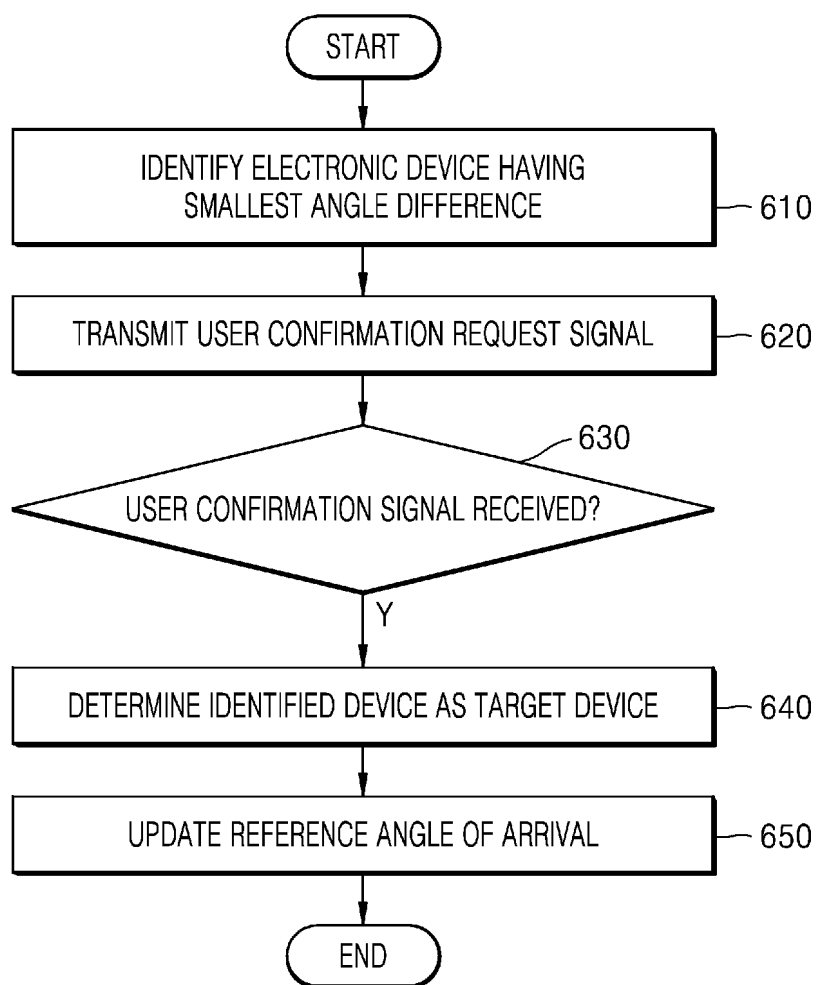 START
IDENTIFY ELECTRONIC DEVICE HAVING
SMALLEST ANGLE DIFFERENCE
610
TRANSMIT USER CONFIRMATION REQUEST SIGNAL
620
630
USER CONFIRMATION SIGNAL RECEIVED?
Y
DETERMINE IDENTIFIED DEVICE AS TARGET DEVICE
640
UPDATE REFERENCE ANGLE OF ARRIVAL
650
END